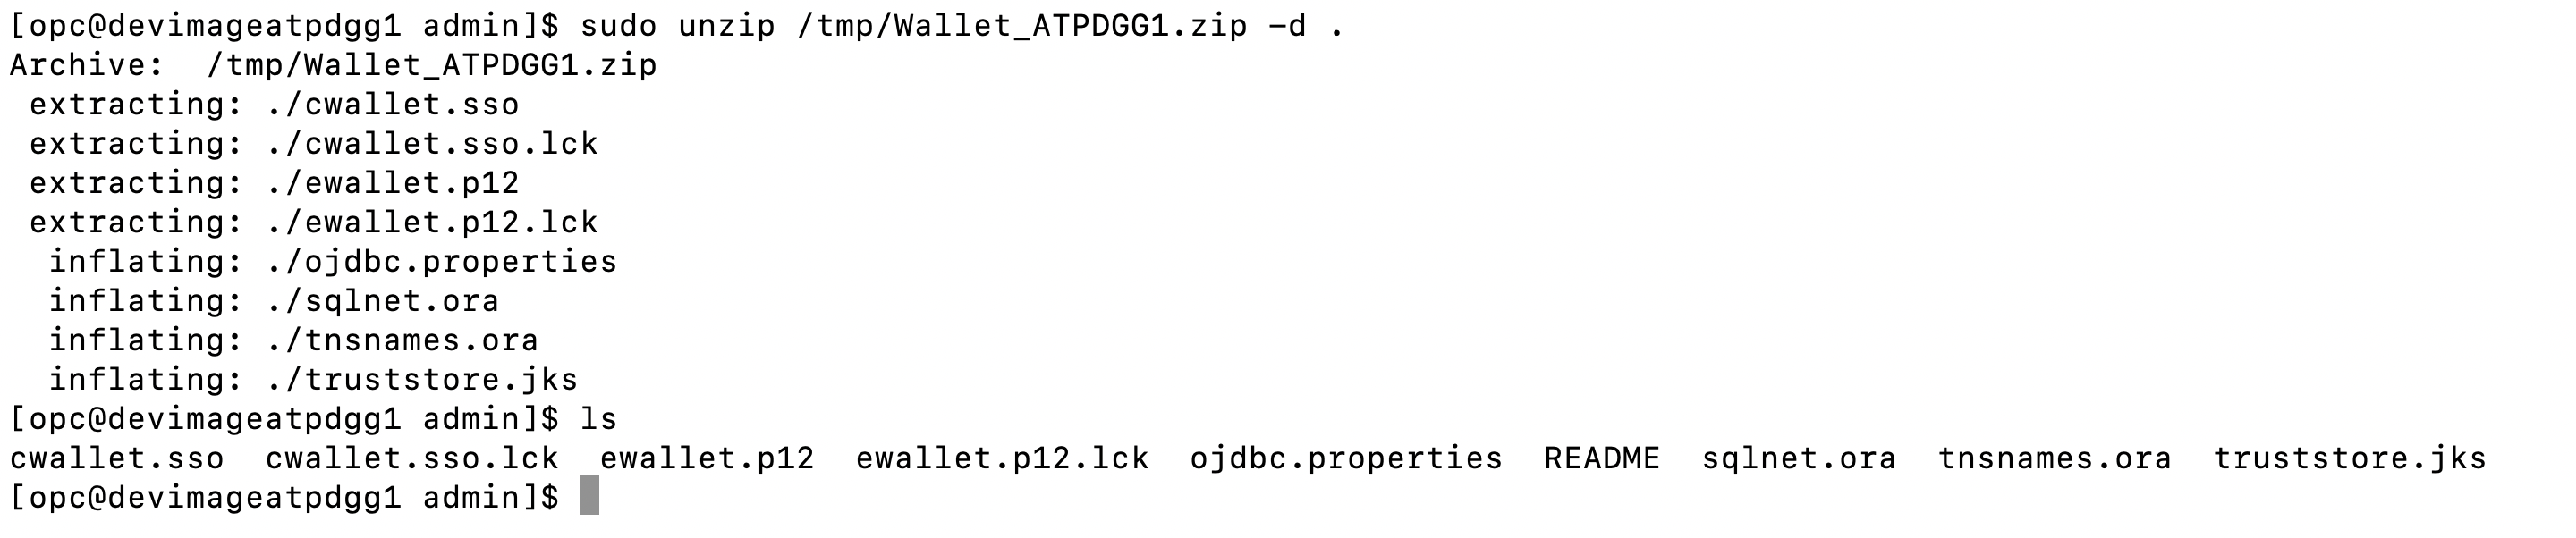 [opc@devimageatpdgg1 admin]$ sudo unzip /tmp/Wallet_ATPDGG1.zip -d .
Archive:  /tmp/Wallet_ATPDGG1.zip
 extracting: ./cwallet.sso
 extracting: ./cwallet.sso.lck
 extracting: ./ewallet.p12
 extracting: ./ewallet.p12.lck
  inflating: ./ojdbc.properties
  inflating: ./sqlnet.ora
  inflating: ./tnsnames.ora
  inflating: ./truststore.jks
[opc@devimageatpdgg1 admin]$ ls
cwallet.sso  cwallet.sso.lck  ewallet.p12  ewallet.p12.lck  ojdbc.properties  README  sqlnet.ora  tnsnames.ora  truststore.jks
[opc@devimageatpdgg1 admin]$